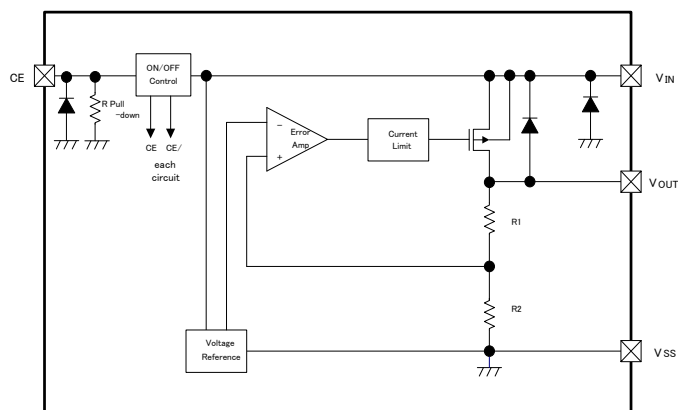 CE
ON/OFF
Control
VIN
R Pull
-down
CE CE/
each
circuit
−
Error
Amp
+
Current
Limit
VOUT
R1
R2
Voltage
Reference
VSS